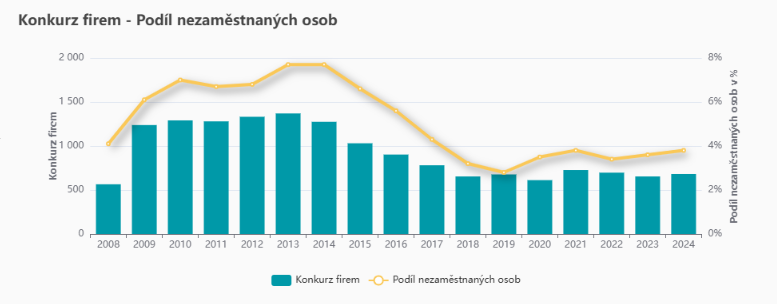 Konkurz firem - Podíl nezaměstnaných osob
2 000
1 500
1 000
500
0
Konkurz firem
8%
6%
4%
2%
0%
Podíl nezaměstnaných osob v %
2008 2009 2010 2011 2012 2013 2014 2015 2016 2017 2018 2019 2020 2021 2022 2023 2024
Konkurz firem Podíl nezaměstnaných osob